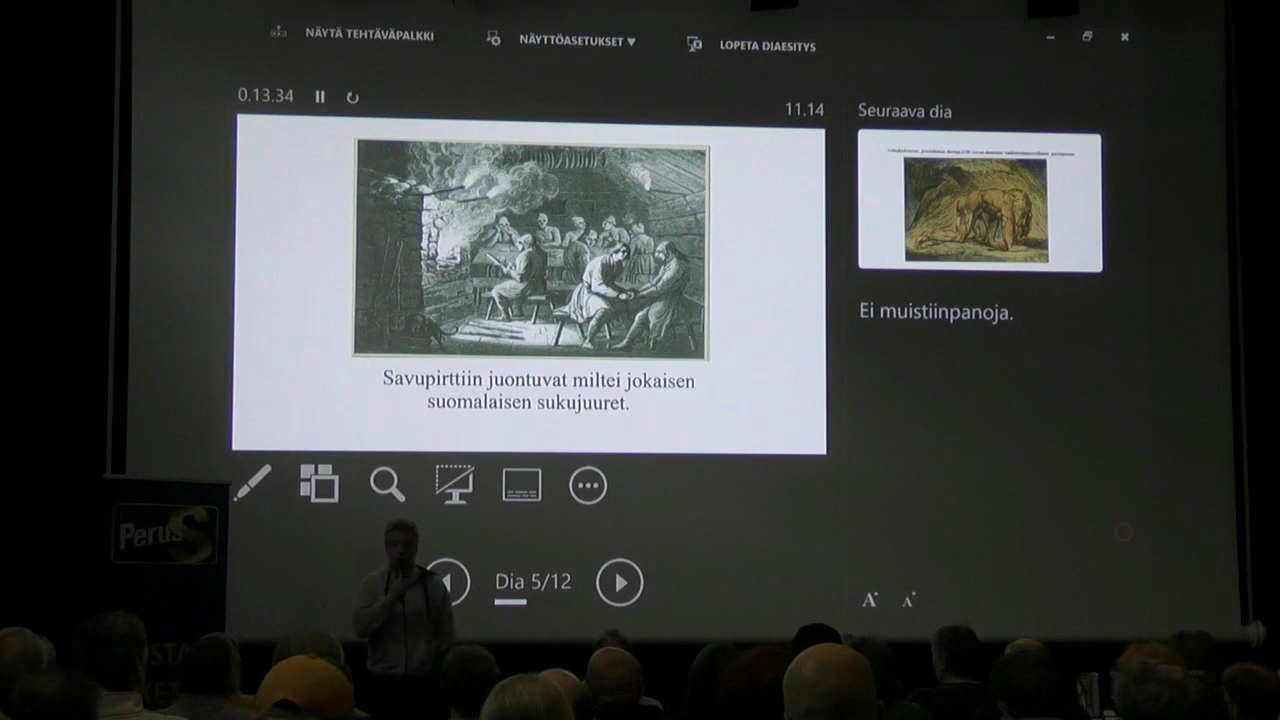 NÄYTÄ TEHTÄVÄPALKKI
NÄYTTÖASETUKSET ▼
LOPETA DIAESITYS
0.13.34
11.14
Seuraava dia
Savupirttiin juontuvat miltei jokaisen
suomalaisen sukujuuret.
Ei muistiinpanoja.
Dia 5/12
PerusS
A
A